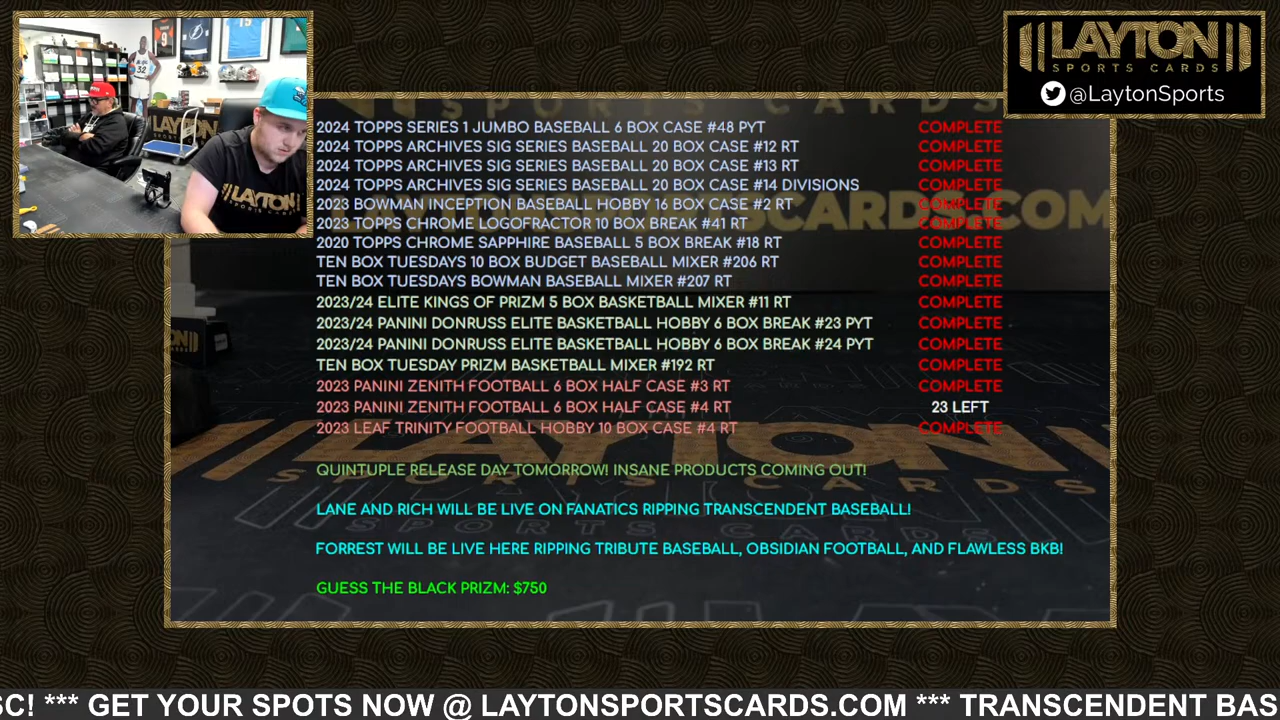 LAYTON
SPORTS CARDS
@LaytonSports
2024 TOPPS SERIES 1 JUMBO BASEBALL 6 BOX CASE #48 PYT COMPLETE
2024 TOPPS ARCHIVES SIG SERIES BASEBALL 20 BOX CASE #12 RT COMPLETE
2024 TOPPS ARCHIVES SIG SERIES BASEBALL 20 BOX CASE #13 RT COMPLETE
2024 TOPPS ARCHIVES SIG SERIES BASEBALL 20 BOX CASE #14 DIVISIONS COMPLETE
2023 BOWMAN INCEPTION BASEBALL HOBBY 16 BOX CASE #2 RT COMPLETE
2023 TOPPS CHROME LOGOFRACTOR 10 BOX BREAK #41 RT COMPLETE
2020 TOPPS CHROME SAPPHIRE BASEBALL 5 BOX BREAK #18 RT COMPLETE
TEN BOX TUESDAYS 10 BOX BUDGET BASEBALL MIXER #206 RT COMPLETE
TEN BOX TUESDAYS BOWMAN BASEBALL MIXER #207 RT COMPLETE
2023/24 ELITE KINGS OF PRIZM 5 BOX BASKETBALL MIXER #11 RT COMPLETE
2023/24 PANINI DONRUSS ELITE BASKETBALL HOBBY 6 BOX BREAK #23 PYT COMPLETE
2023/24 PANINI DONRUSS ELITE BASKETBALL HOBBY 6 BOX BREAK #24 PYT COMPLETE
TEN BOX TUESDAY PRIZM BASKETBALL MIXER #192 RT COMPLETE
2023 PANINI ZENITH FOOTBALL 6 BOX HALF CASE #3 RT COMPLETE
2023 PANINI ZENITH FOOTBALL 6 BOX HALF CASE #4 RT 23 LEFT
2023 LEAF TRINITY FOOTBALL HOBBY 10 BOX CASE #4 RT COMPLETE
QUINTUPLE RELEASE DAY TOMORROW! INSANE PRODUCTS COMING OUT!
LANE AND RICH WILL BE LIVE ON FANATICS RIPPING TRANSCENDENT BASEBALL!
FORREST WILL BE LIVE HERE RIPPING TRIBUTE BASEBALL, OBSIDIAN FOOTBALL, AND FLAWLESS BKB!
GUESS THE BLACK PRIZM: $750
SC! *** GET YOUR SPOTS NOW @ LAYTONSPORTSCARDS.COM *** TRANSCENDENT BAS